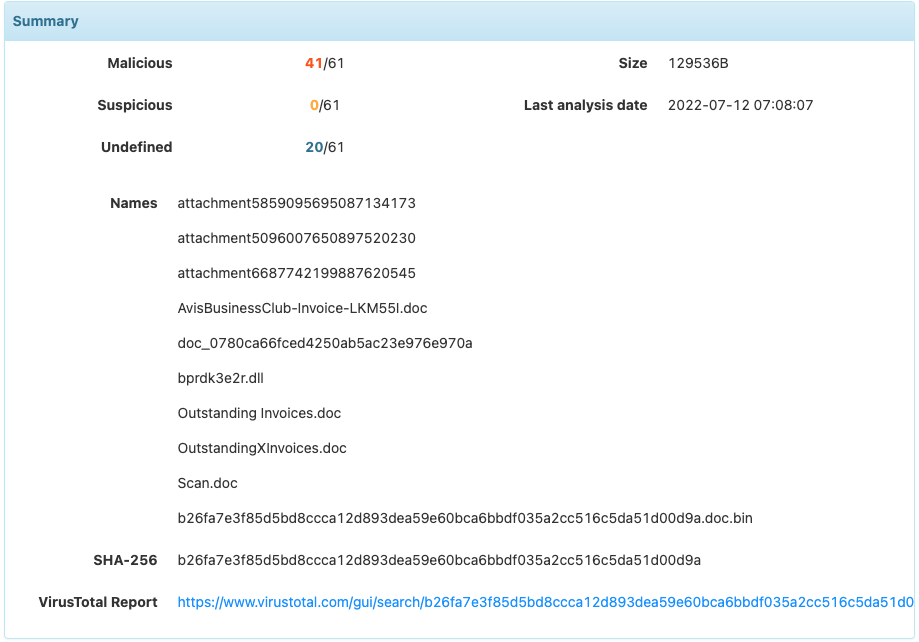 Summary
Malicious 41/61 Size 129536B
Suspicious 0/61 Last analysis date 2022-07-12 07:08:07
Undefined 20/61
Names attachment5859095695087134173
attachment5096007650897520230
attachment6687742199887620545
AvisBusinessClub-Invoice-LKM55I.doc
doc_0780ca66fced4250ab5ac23e976e970a
bprdk3e2r.dll
Outstanding Invoices.doc
OutstandingXInvoices.doc
Scan.doc
b26fa7e3f85d5bd8ccca12d893dea59e60bca6bbdf035a2cc516c5da51d00d9a.doc.bin
SHA-256 b26fa7e3f85d5bd8ccca12d893dea59e60bca6bbdf035a2cc516c5da51d00d9a
VirusTotal Report https://www.virustotal.com/gui/search/b26fa7e3f85d5bd8ccca12d893dea59e60bca6bbdf035a2cc516c5da51d0